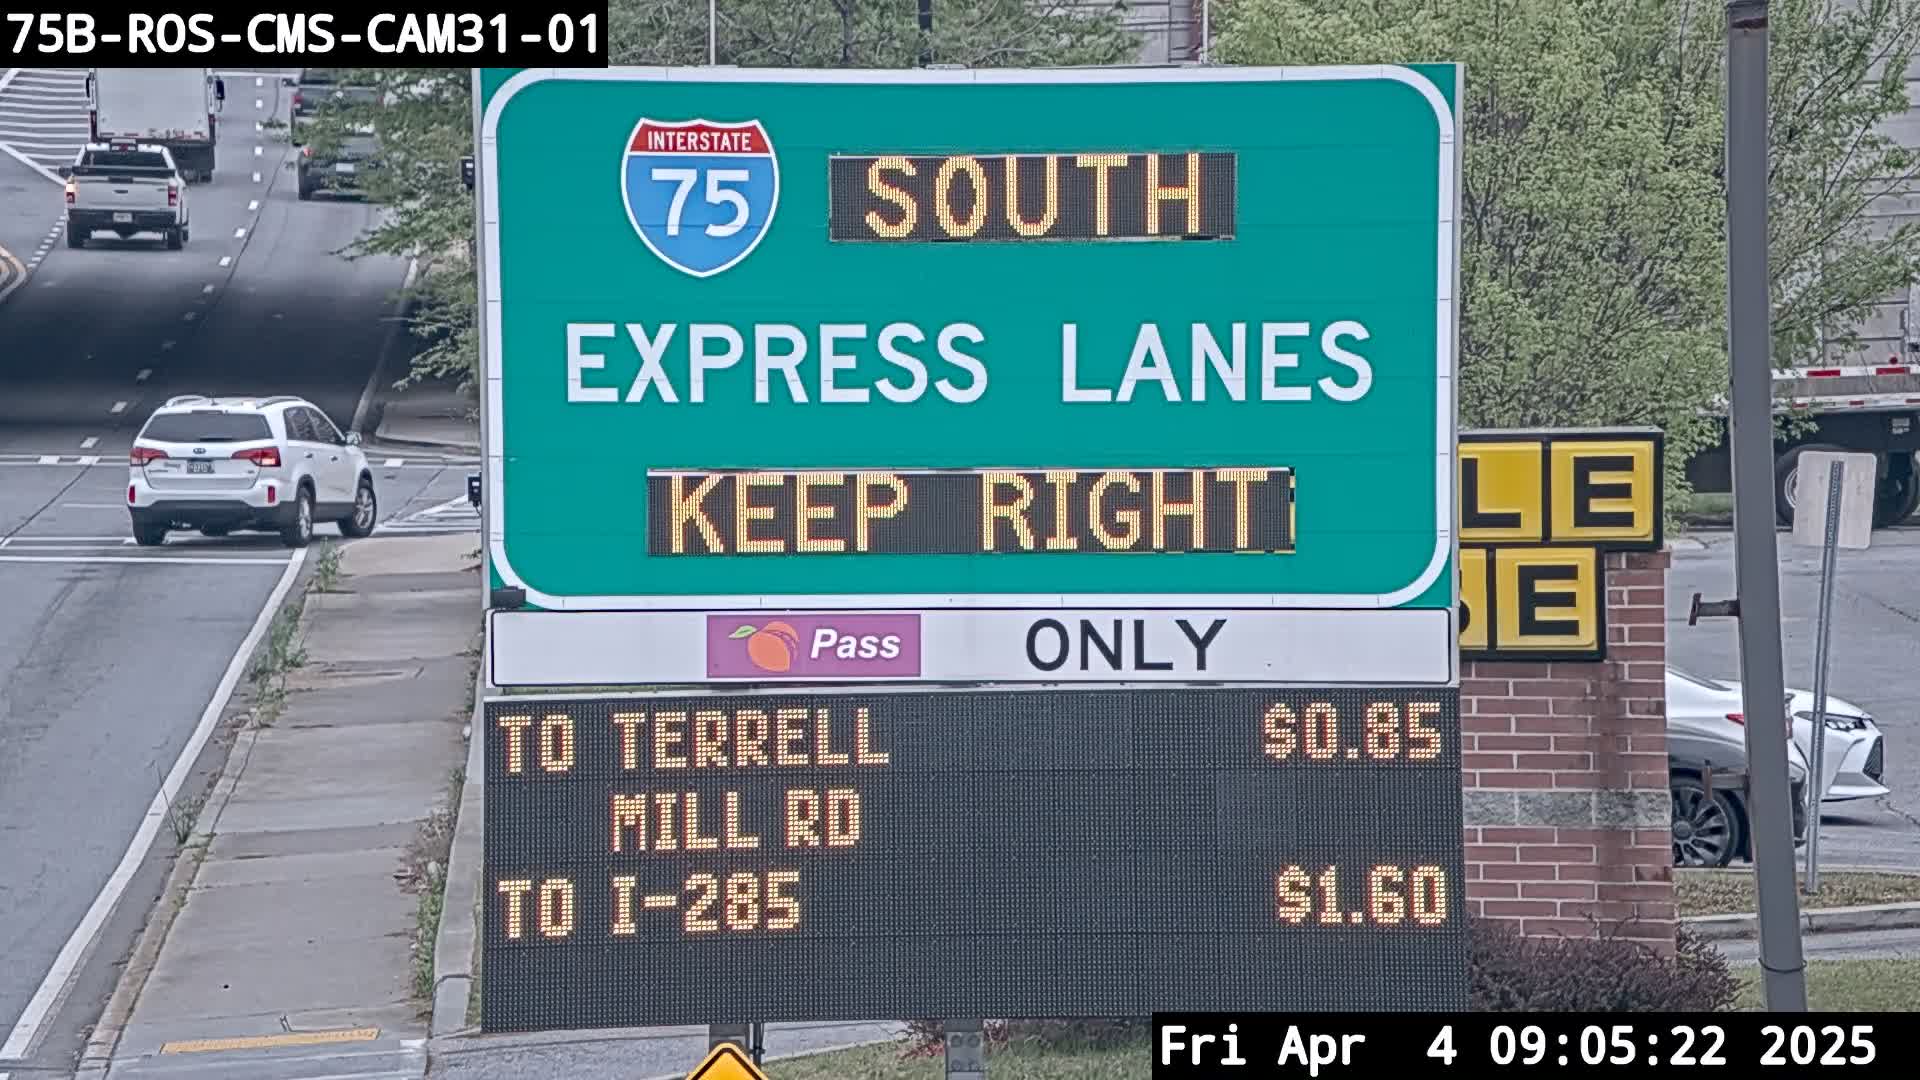 75B-ROS-CMS-CAM31-01
INTERSTATE
75
SOUTH
EXPRESS LANES
KEEP RIGHT
Pass ONLY
LE
E
TO TERRELL $0.85
MILL RD
TO I-285 $1.60
Fri Apr 4 09:05:22 2025